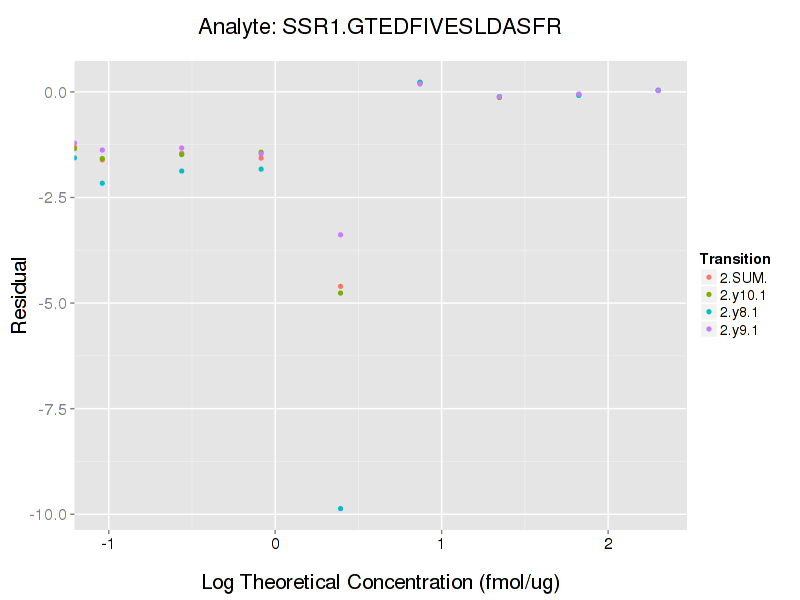 Analyte: SSR1.GTEDFIVESLDASFR
0.0
-2.5
-5.0
-7.5
-10.0
Residual
-1 0 1 2
Log Theoretical Concentration (fmol/ug)
Transition
2.SUM.
2.y10.1
2.y8.1
2.y9.1